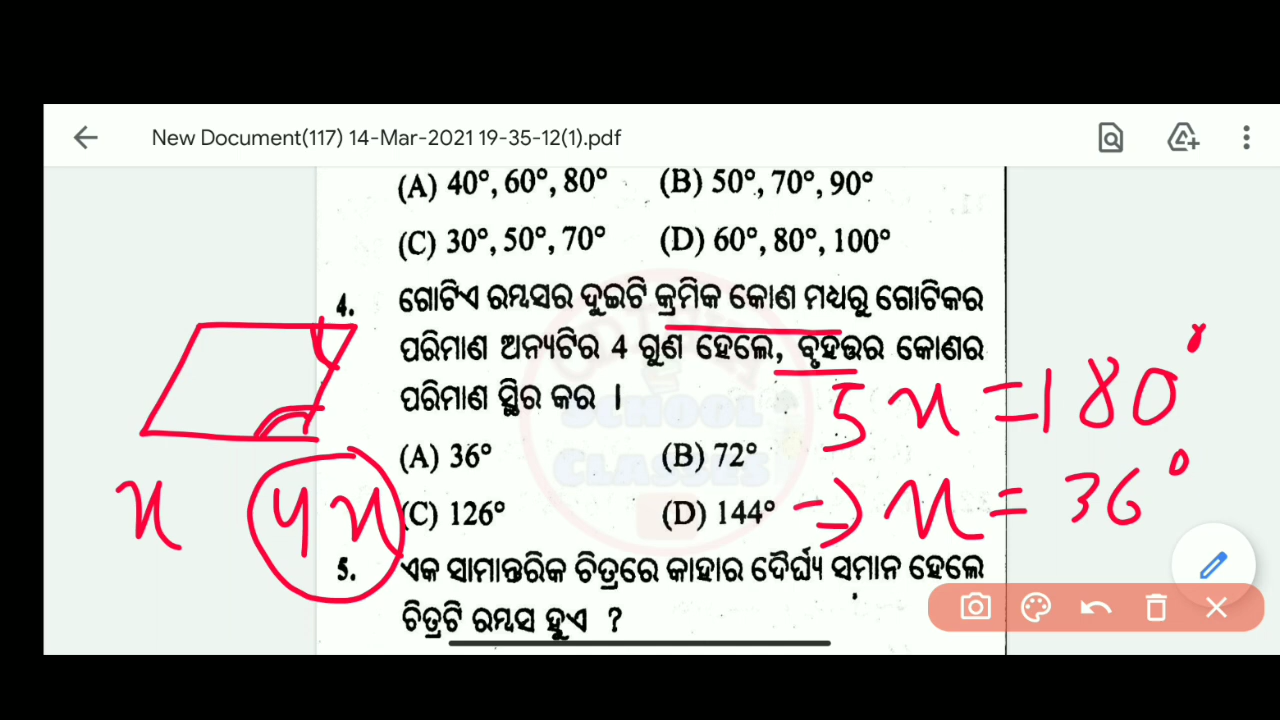 New Document(117) 14-Mar-2021 19-35-12(1).pdf
(A) 40°, 60°, 80° (B) 50°, 70°, 90°
(C) 30°, 50°, 70° (D) 60°, 80°, 100°
4. ଗୋଟିଏ ରମ୍ବସର ଦୁଇଟି କ୍ରମିକ କୋଣ ମଧ୍ୟରୁ ଗୋଟିକର
ପରିମାଣ ଅନ୍ୟଟିର 4 ଗୁଣ ହେଲେ, ବୃହତ୍ତର କୋଣର
ପରିମାଣ ସ୍ଥିର କର ।
5x = 180°
(A) 36° (B) 72°
x 4x
(C) 126° (D) 144°
=> x = 36°
5. ଏକ ସାମାନ୍ତରିକ ଚିତ୍ରରେ କାହାର ଦୈର୍ଘ୍ୟ ସମାନ ହେଲେ
ଚିତ୍ରଟି ରମ୍ବସ ହୁଏ ?
SCHOOL
CLASSES